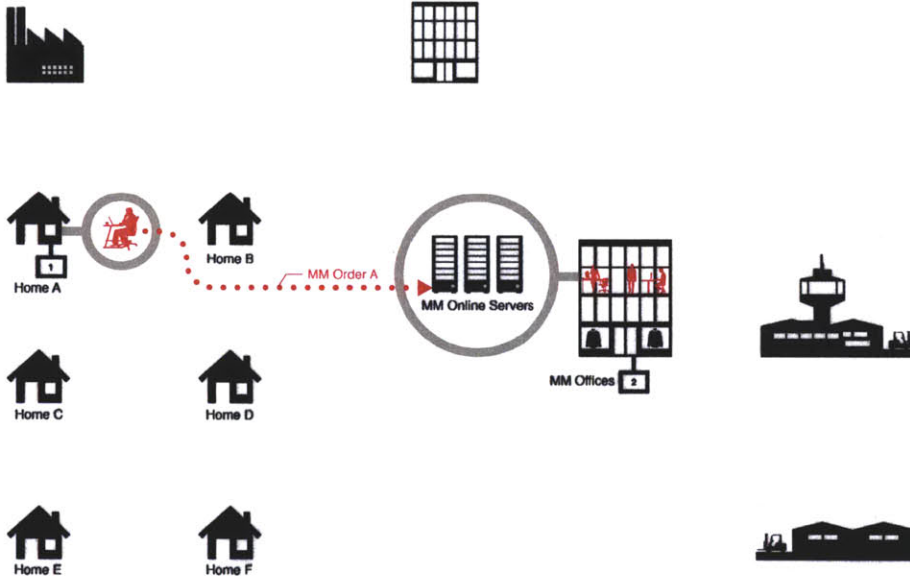 1
Home A
Home B
MM Order A
MM Online Servers
MM Offices
2
Home C
Home D
Home E
Home F